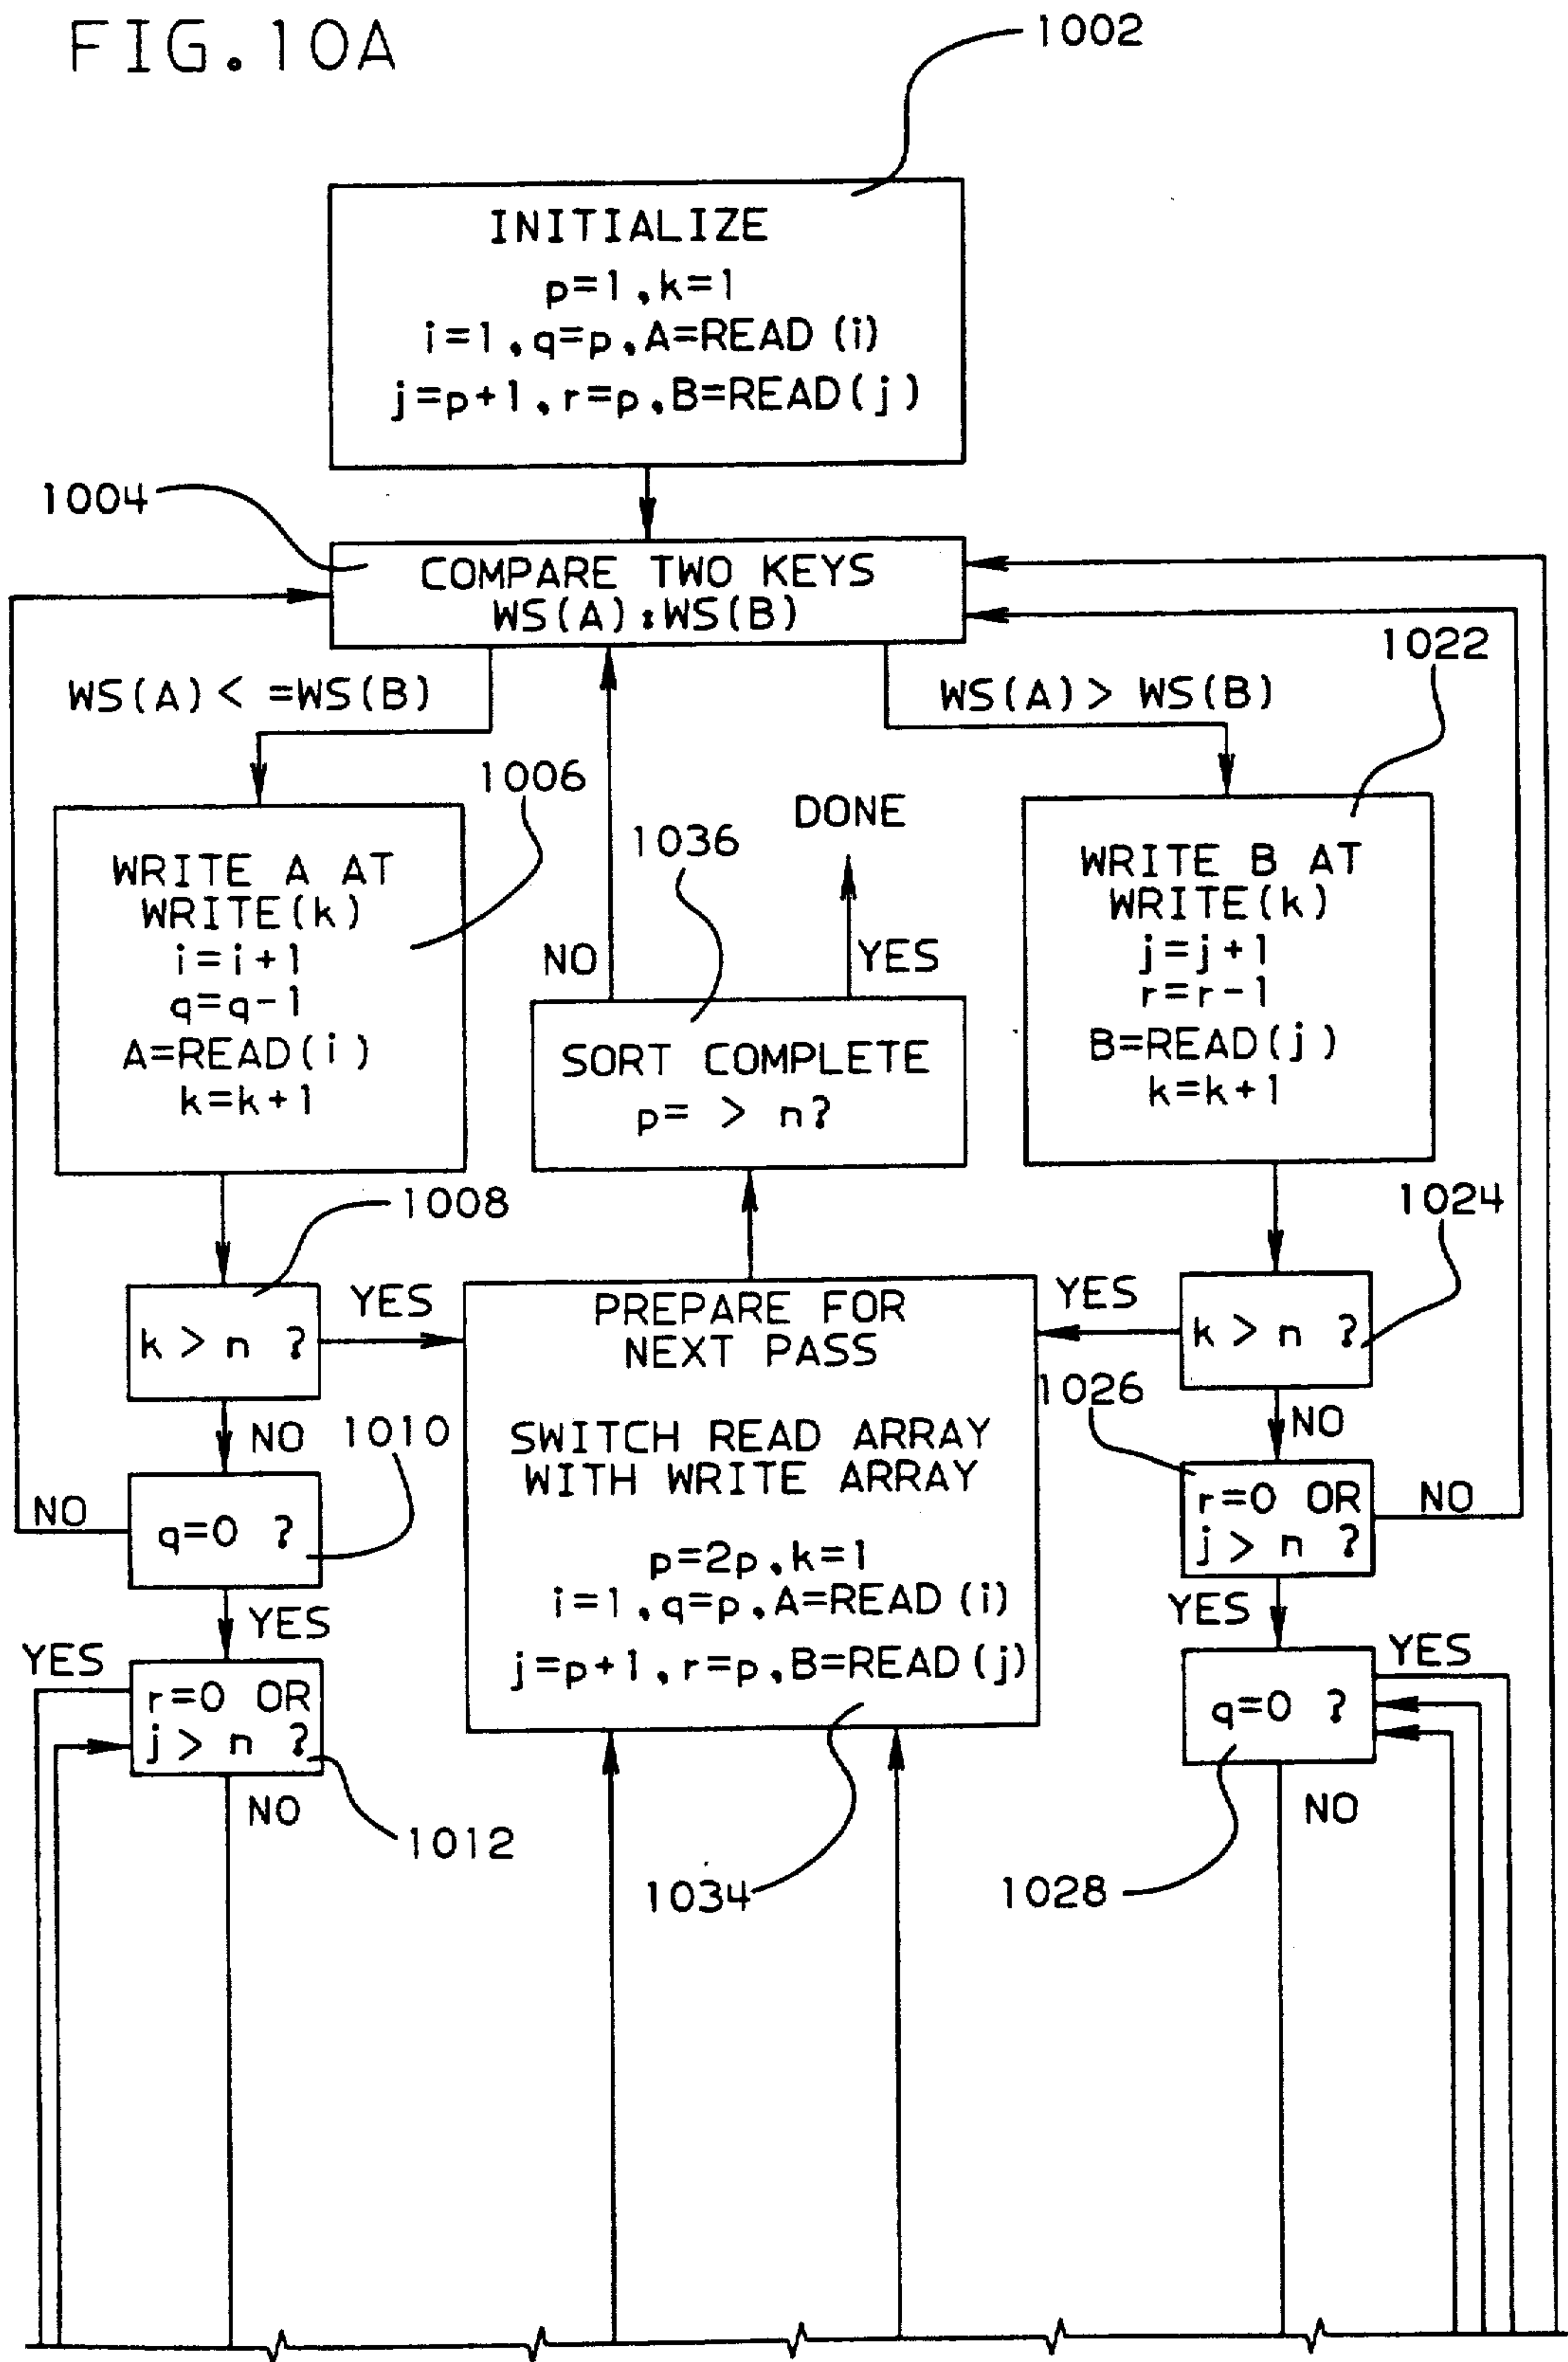 FIG.10A
1002
INITIALIZE
p=1,k=1
i=1,q=p,A=READ (i)
j=p+1,r=p,B=READ(j)
1004
COMPARE TWO KEYS
WS(A):WS(B)
WS(A)< =WS(B)
WS(A)> WS(B)
1022
1006
WRITE A AT
WRITE(k)
i=i+1
q=q-1
A=READ(i)
k=k+1
DONE
1036
NO
YES
SORT COMPLETE
p= > n?
WRITE B AT
WRITE(k)
j=j+1
r=r-1
B=READ(j)
k=k+1
1008
k > n ?
YES
NO
1010
q=0 ?
NO
YES
YES
r=0 OR
j > n ?
NO
1012
PREPARE FOR
NEXT PASS
SWITCH READ ARRAY
WITH WRITE ARRAY
p=2p,k=1
i=1,q=p,A=READ(i)
j=p+1,r=p,B=READ(j)
1034
1024
YES
k > n ?
1026
NO
r=0 OR
j > n ?
NO
YES
YES
q=0 ?
NO
1028